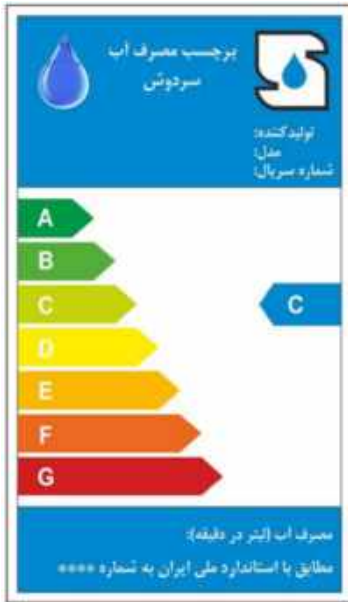 برچسب مصرف آب
سردوش
تولیدکننده:
مدل:
شماره سریال:
A
B
C
C
D
E
F
G
مصرف آب (لیتر در دقیقه):
مطابق با استاندارد ملی ایران به شماره ****